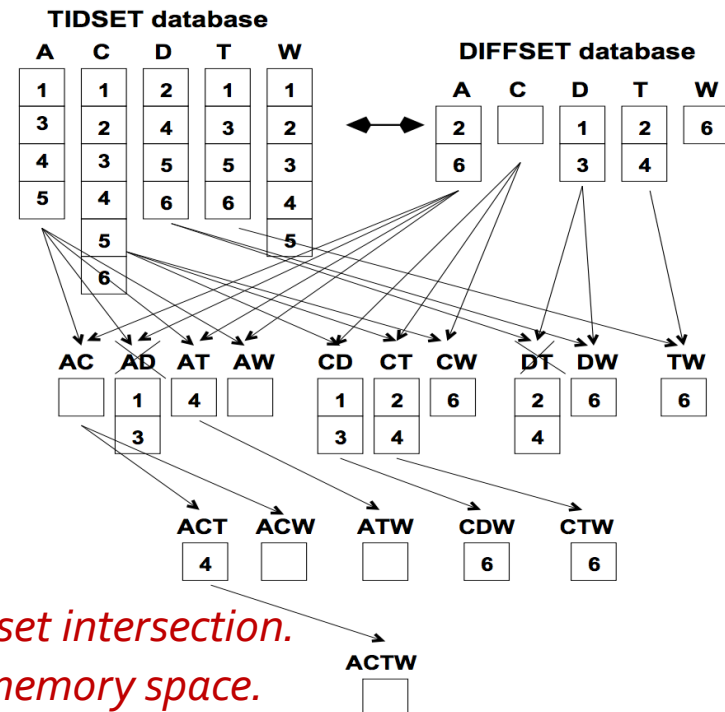 TIDSET database
DIFFSET database
A C D T W
A C D T W
1 1 2 1 1
2 1 2 6
3 2 4 3 2
6 3 4
4 3 5 5 3
5 4 6 6 4
5 5
6
AC AD AT AW CD CT CW DT DW TW
1 4 1 2 6 2 6 6
3 3 4 4
ACT ACW ATW CDW CTW
4 6 6
set intersection.
memory space.
ACTW